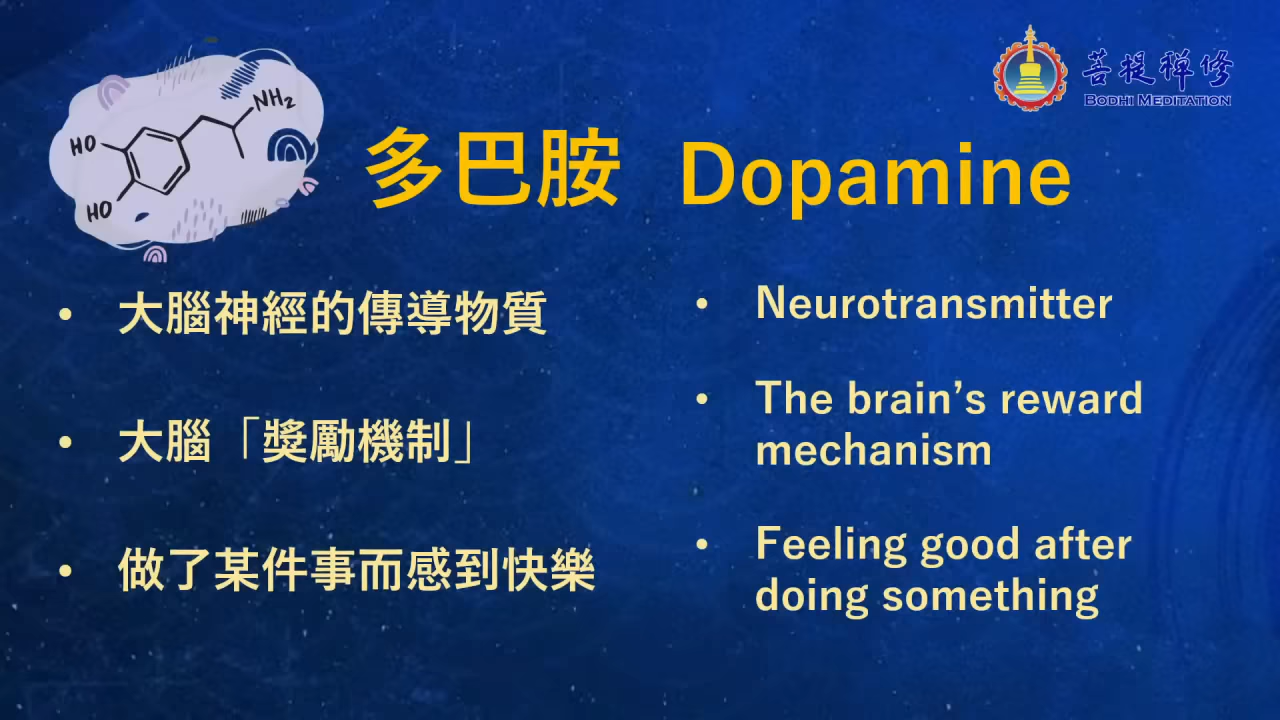 菩提禪修
BODHI MEDITATION
NH₂
HO
HO
多巴胺 Dopamine
• 大腦神經的傳導物質
• 大腦「獎勵機制」
• 做了某件事而感到快樂
• Neurotransmitter
• The brain’s reward
mechanism
• Feeling good after
doing something